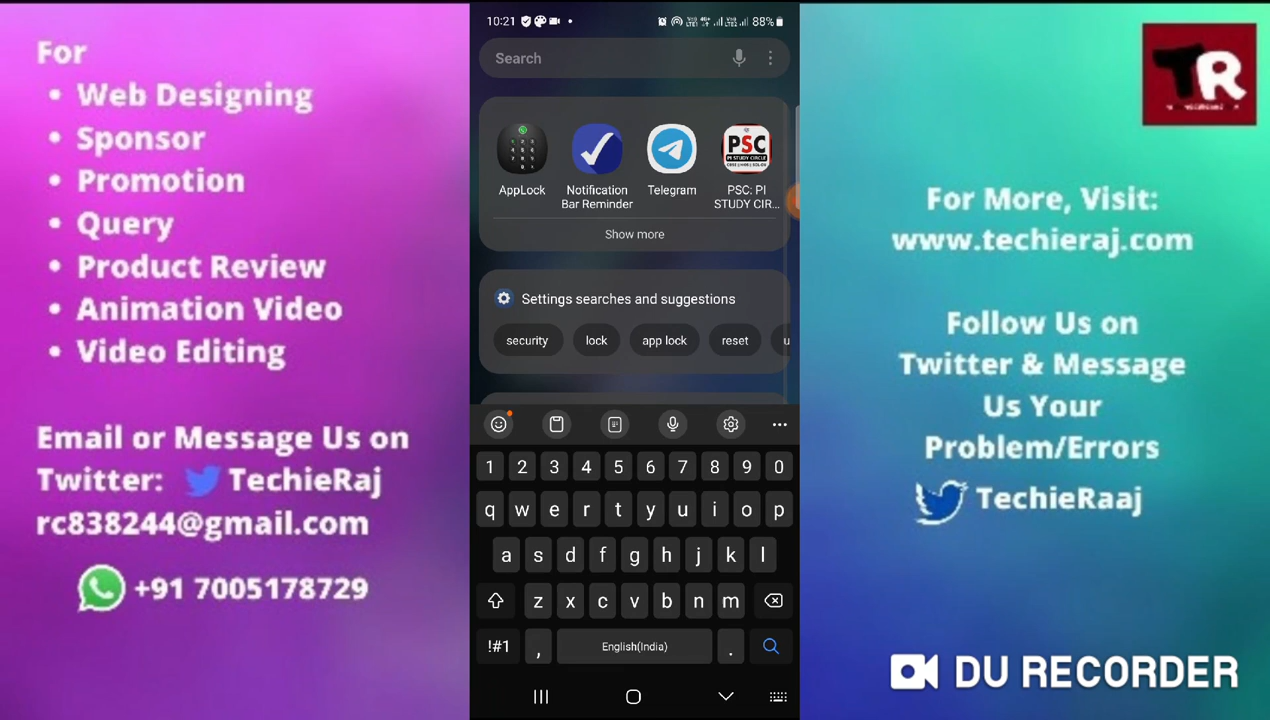 For
• Web Designing
• Sponsor
• Promotion
• Query
• Product Review
• Animation Video
• Video Editing
Email or Message Us on
Twitter: TechieRaj
rc838244@gmail.com
+91 7005178729
10:21
88%
Search
AppLock
Notification
Bar Reminder
Telegram
PSC
PI STUDY CIRCLE
PSC: PI
STUDY CIR...
Show more
Settings searches and suggestions
security lock app lock reset u
1 2 3 4 5 6 7 8 9 0
q w e r t y u i o p
a s d f g h j k l
z x c v b n m
!#1 , English(India) .
TR
For More, Visit:
www.techieraj.com
Follow Us on
Twitter & Message
Us Your
Problem/Errors
TechieRaaj
DU RECORDER